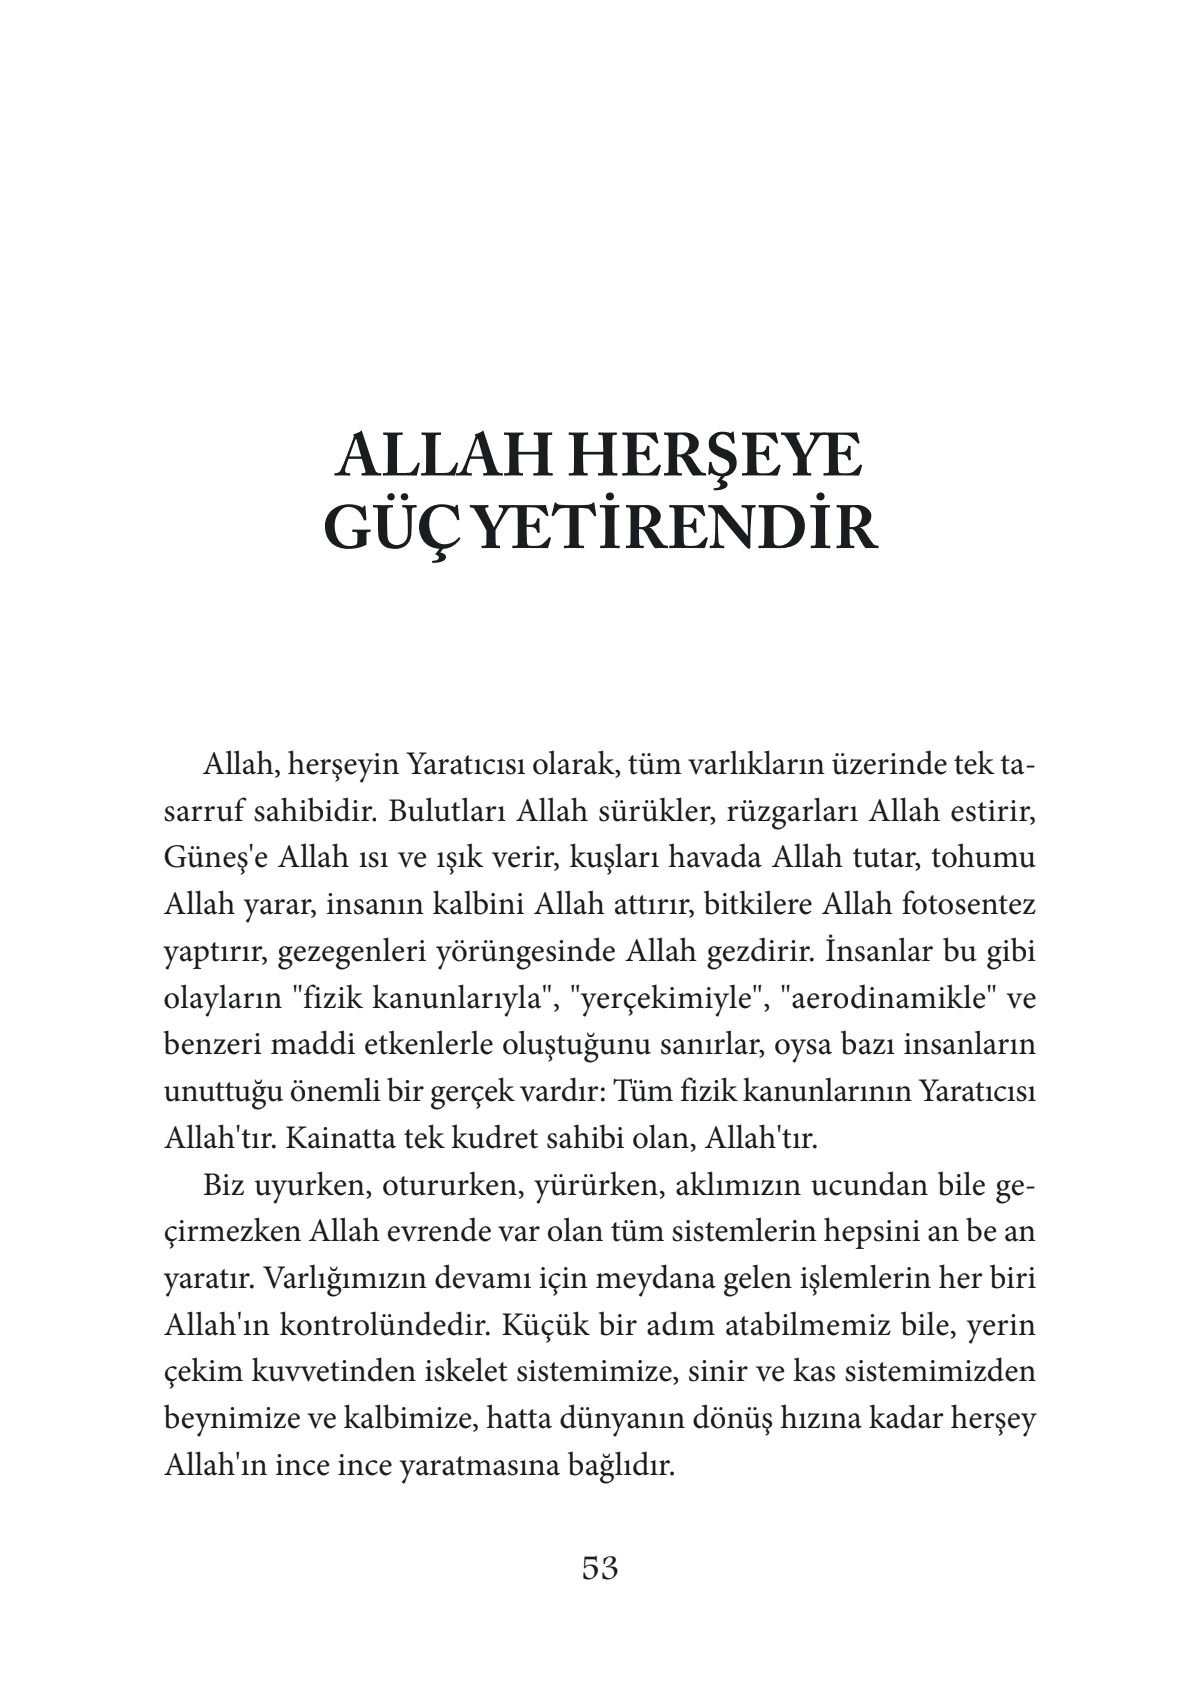 ALLAH HERŞEYE
GÜÇ YETİRENDİR
Allah, herşeyin Yaratıcısı olarak, tüm varlıkların üzerinde tek ta-
sarruf sahibidir. Bulutları Allah sürükler, rüzgarları Allah estirir,
Güneş'e Allah ısı ve ışık verir, kuşları havada Allah tutar, tohumu
Allah yarar, insanın kalbini Allah attırır, bitkilere Allah fotosentez
yaptırır, gezegenleri yörüngesinde Allah gezdirir. İnsanlar bu gibi
olayların "fizik kanunlarıyla", "yerçekimiyle", "aerodinamikle" ve
benzeri maddi etkenlerle oluştuğunu sanırlar, oysa bazı insanların
unuttuğu önemli bir gerçek vardır: Tüm fizik kanunlarının Yaratıcısı
Allah'tır. Kainatta tek kudret sahibi olan, Allah'tır.
Biz uyurken, otururken, yürürken, aklımızın ucundan bile ge-
çirmezken Allah evrende var olan tüm sistemlerin hepsini an be an
yaratır. Varlığımızın devamı için meydana gelen işlemlerin her biri
Allah'ın kontrolündedir. Küçük bir adım atabilmemiz bile, yerin
çekim kuvvetinden iskelet sistemimize, sinir ve kas sistemimizden
beynimize ve kalbimize, hatta dünyanın dönüş hızına kadar herşey
Allah'ın ince ince yaratmasına bağlıdır.
53